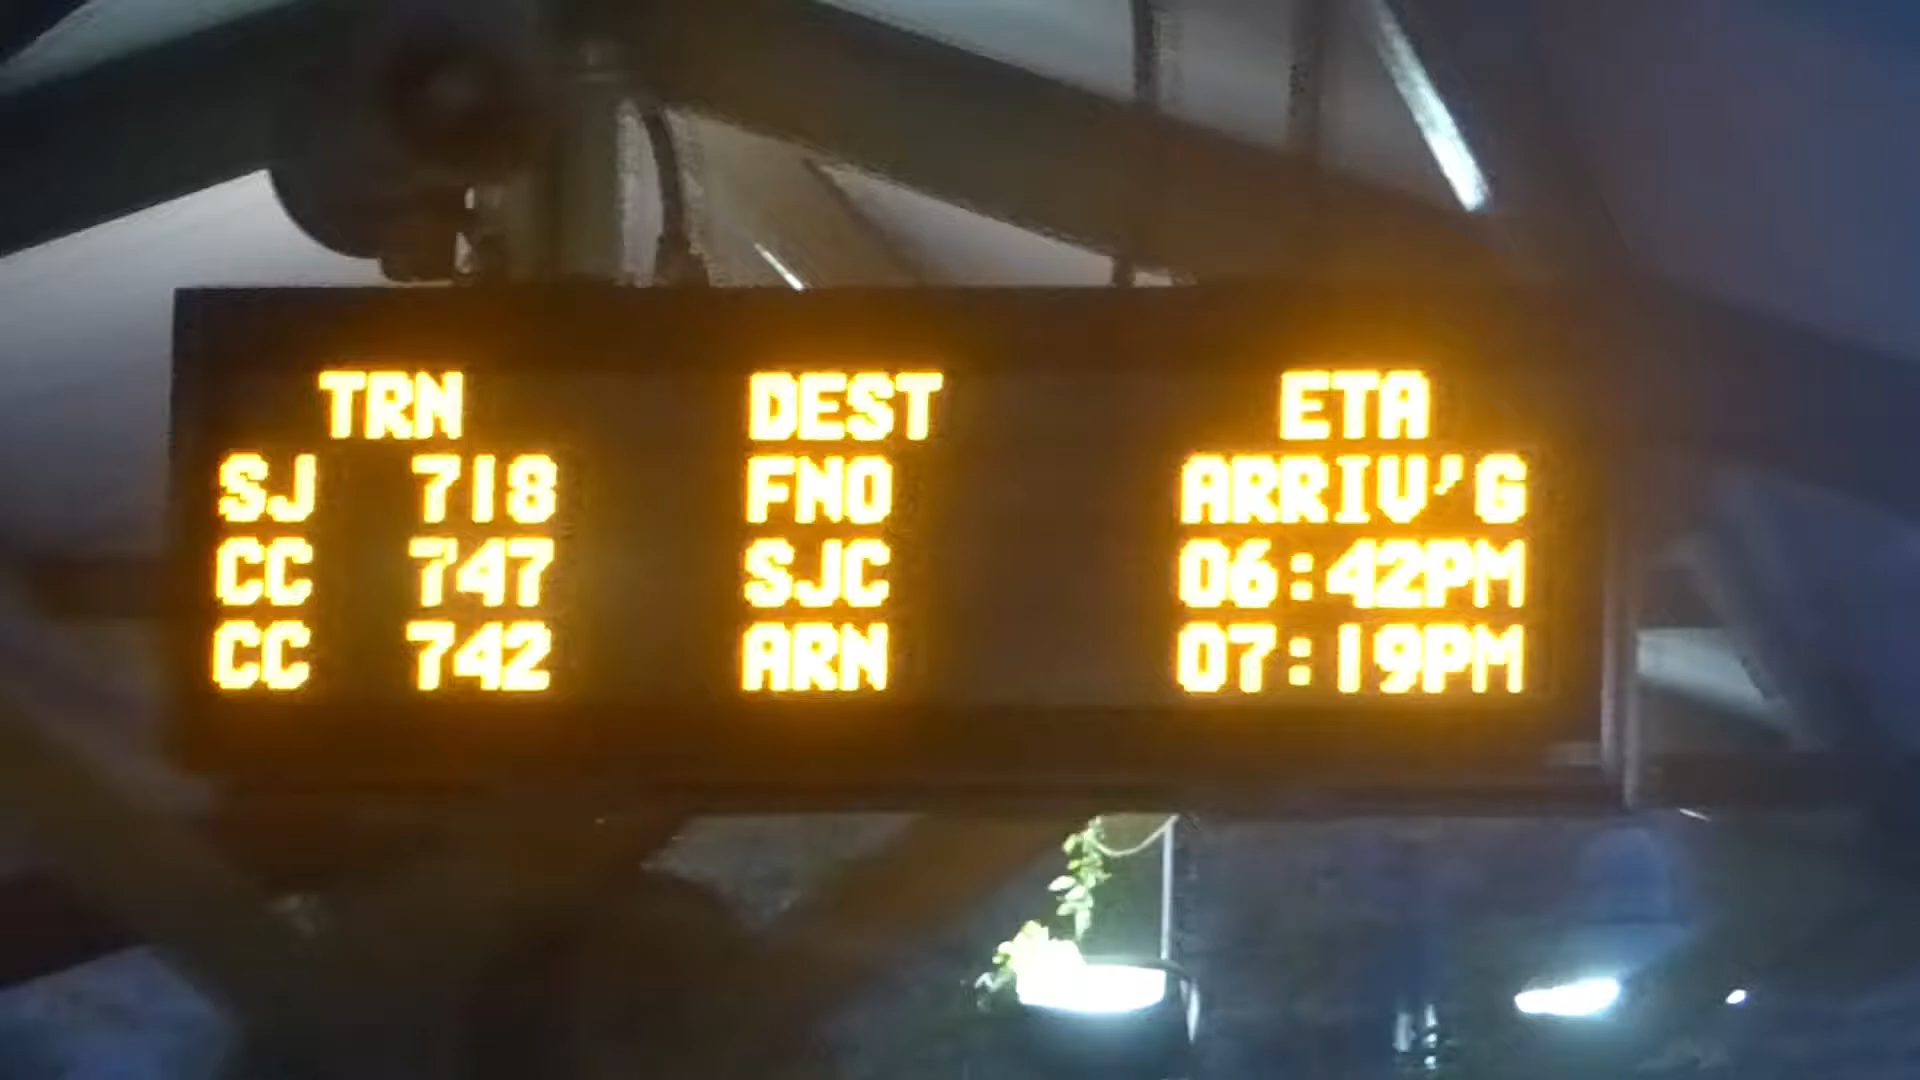 TRN DEST ETA
SJ 718 FNO ARRIV'G
CC 747 SJC 06:42PM
CC 742 ARN 07:19PM